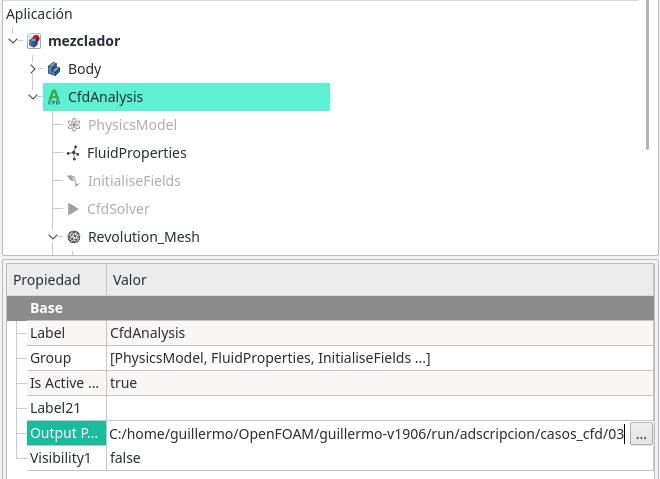 Aplicación
mezclador
Body
CfdAnalysis
PhysicsModel
FluidProperties
InitialiseFields
CfdSolver
Revolution_Mesh
Propiedad Valor
Base
Label CfdAnalysis
Group [PhysicsModel, FluidProperties, InitialiseFields ...]
Is Active ... true
Label21
Output P... C:/home/guillermo/OpenFOAM/guillermo-v1906/run/adscripcion/casos_cfd/03 ...
Visibility1 false